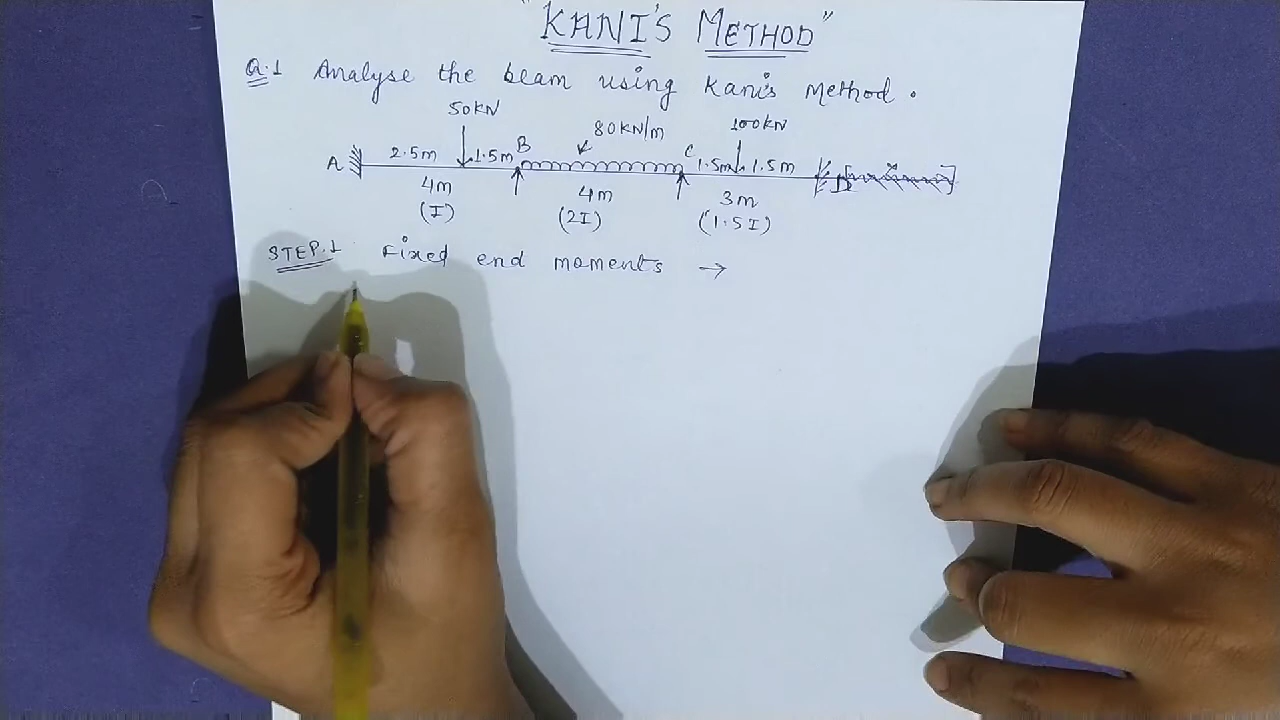 "KANI'S METHOD"
Q.1 Analyse the beam using Kani's Method.
50KN 80KN/m 100KN
A 2.5m 1.5m B C 1.5m 1.5m D
4m 4m 3m
(I) (2I) (1.5I)
STEP.1 Fixed end moments →